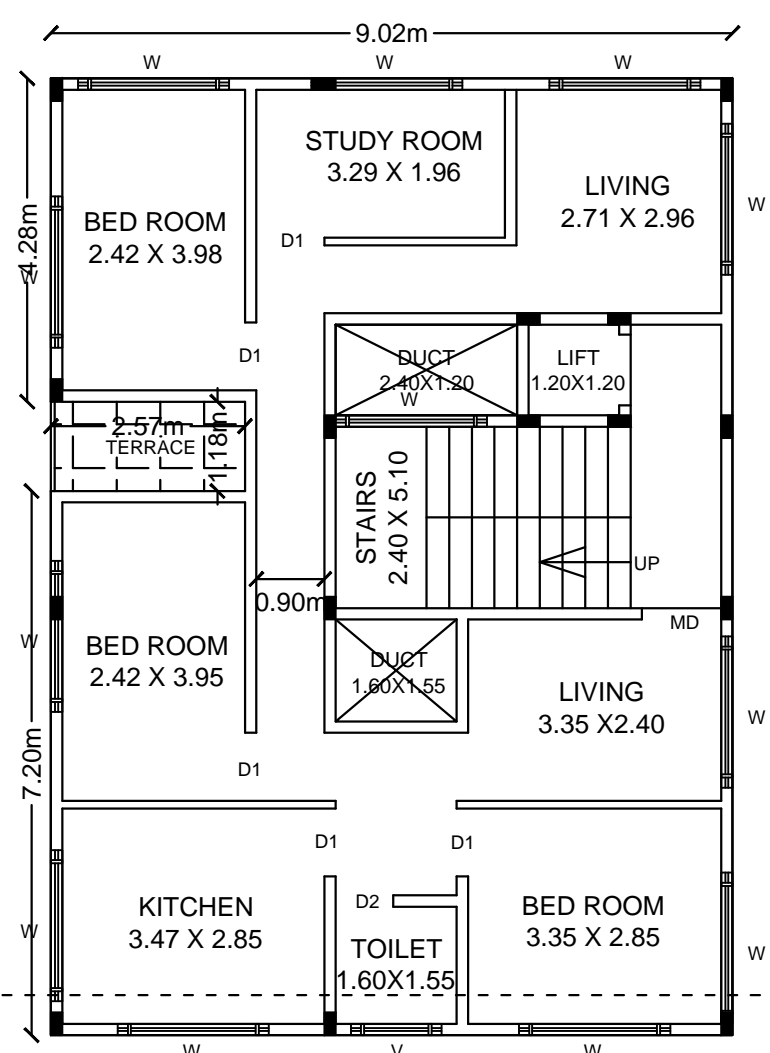 9.02m
W
W
W
STUDY ROOM
3.29 X 1.96
LIVING
2.71 X 2.96
W
BED ROOM
2.42 X 3.98
4.28m
W
D1
D1
DUCT
2.40X1.20
W
LIFT
1.20X1.20
2.57m
TERRACE
1.18m
STAIRS
2.40 X 5.10
UP
0.90m
MD
BED ROOM
2.42 X 3.95
W
DUCT
1.60X1.55
LIVING
3.35 X2.40
W
7.20m
D1
D1
D1
KITCHEN
3.47 X 2.85
W
D2
TOILET
1.60X1.55
BED ROOM
3.35 X 2.85
W
W
V
W